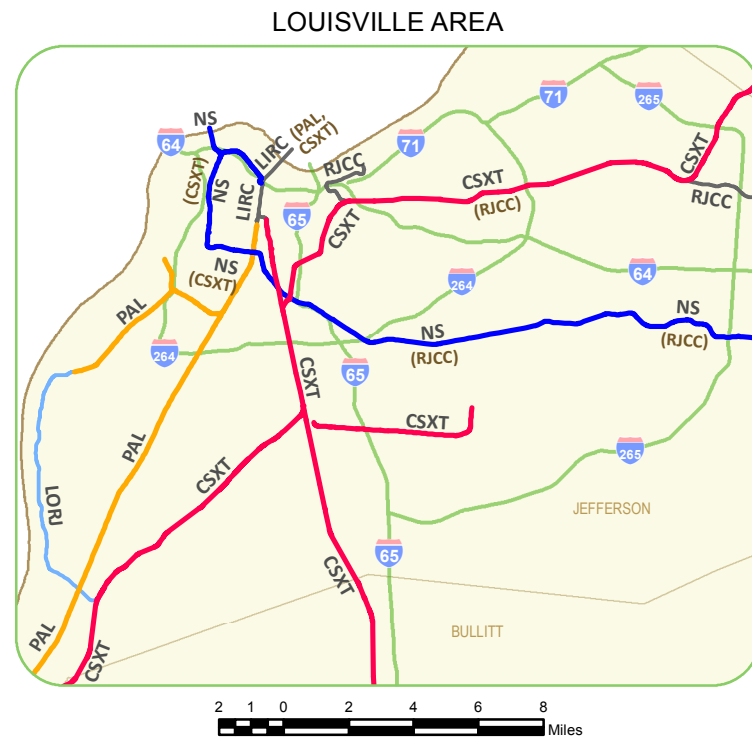 LOUISVILLE AREA
NS
64
LIRC
(PAL,
CSXT)
71
71
265
RJCC
CSXT
(CSXT)
NS
LIRC
CSXT
(RJCC)
RJCC
65
CSXT
NS
(CSXT)
264
64
PAL
NS
(RJCC)
NS
(RJCC)
264
CSXT
65
CSXT
PAL
CSXT
265
LORJ
JEFFERSON
65
CSXT
PAL
CSXT
BULLITT
2 1 0 2 4 6 8
Miles